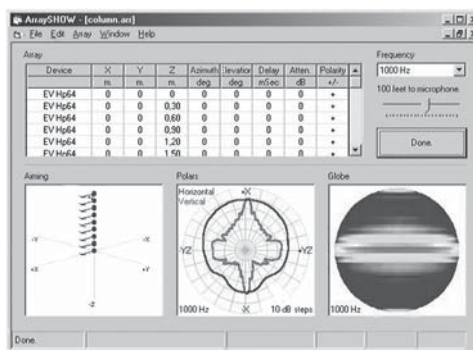 ArraySHOW - [column.arr]
File Edit Array Window Help
Array
Device X Y Z Azimuth Elevation Delay Atten. Polarity
m. m. m. deg. deg. mSec dB +/-
EV Hp64 0 0 0 0 0 0 0 +
EV Hp64 0 0 0,30 0 0 0 0 +
EV Hp64 0 0 0,60 0 0 0 0 +
EV Hp64 0 0 0,90 0 0 0 0 +
EV Hp64 0 0 1,20 0 0 0 0 +
EV Hp64 0 0 1,50 0 0 0 0 +
Frequency
1000 Hz
100 feet to microphone.
Done.
Aiming
-Y -X
+X +Y
-Z
Polars
Horizontal
Vertical
+X
-YZ +YZ
-X
1000 Hz 10 dB steps
Globe
1000 Hz
Done.